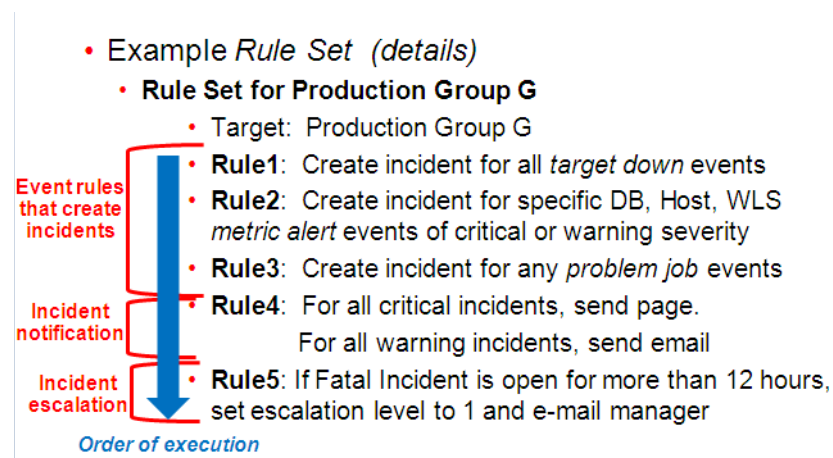 • Example Rule Set (details)
• Rule Set for Production Group G
• Target: Production Group G
• Rule1: Create incident for all target down events
Event rules
that create
incidents
• Rule2: Create incident for specific DB, Host, WLS
metric alert events of critical or warning severity
• Rule3: Create incident for any problem job events
Incident
notification
• Rule4: For all critical incidents, send page.
For all warning incidents, send email
Incident
escalation
• Rule5: If Fatal Incident is open for more than 12 hours,
set escalation level to 1 and e-mail manager
Order of execution